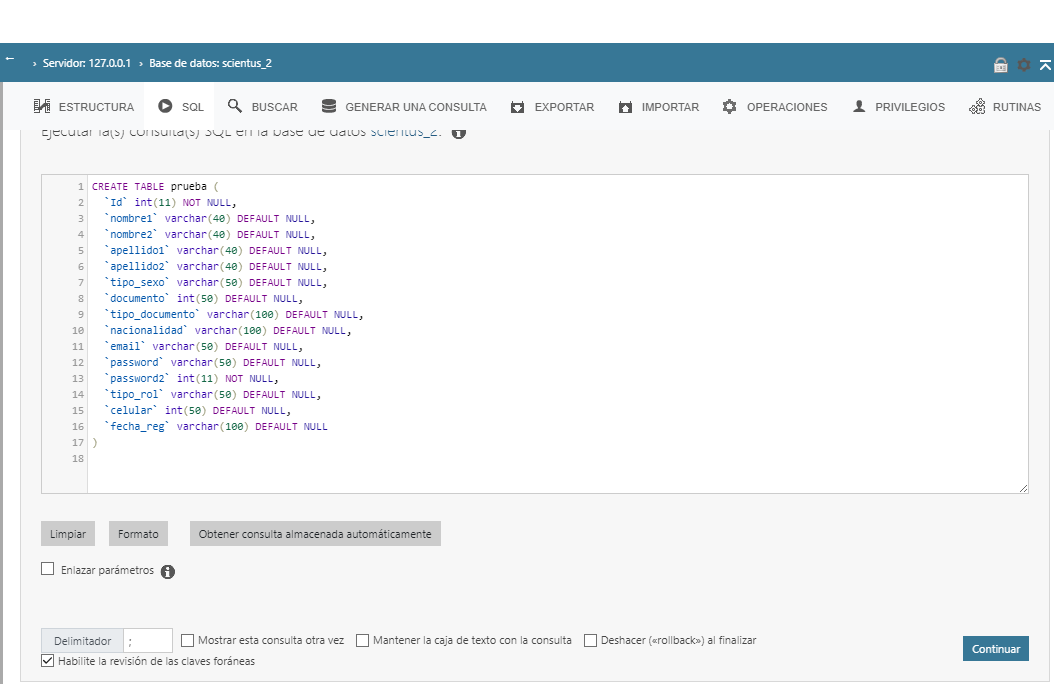 ← › Servidor: 127.0.0.1 › Base de datos: scientus_2
ESTRUCTURA SQL BUSCAR GENERAR UNA CONSULTA EXPORTAR IMPORTAR OPERACIONES PRIVILEGIOS RUTINAS
Ejecutar la(s) consulta(s) SQL en la base de datos scientus_2:
1 CREATE TABLE prueba (
2 `Id` int(11) NOT NULL,
3 `nombre1` varchar(40) DEFAULT NULL,
4 `nombre2` varchar(40) DEFAULT NULL,
5 `apellido1` varchar(40) DEFAULT NULL,
6 `apellido2` varchar(40) DEFAULT NULL,
7 `tipo_sexo` varchar(50) DEFAULT NULL,
8 `documento` int(50) DEFAULT NULL,
9 `tipo_documento` varchar(100) DEFAULT NULL,
10 `nacionalidad` varchar(100) DEFAULT NULL,
11 `email` varchar(50) DEFAULT NULL,
12 `password` varchar(50) DEFAULT NULL,
13 `password2` int(11) NOT NULL,
14 `tipo_rol` varchar(50) DEFAULT NULL,
15 `celular` int(50) DEFAULT NULL,
16 `fecha_reg` varchar(100) DEFAULT NULL
17 )
18
Limpiar Formato Obtener consulta almacenada automáticamente
Enlazar parámetros
Delimitador ; Mostrar esta consulta otra vez Mantener la caja de texto con la consulta Deshacer («rollback») al finalizar
Continuar
Habilite la revisión de las claves foráneas